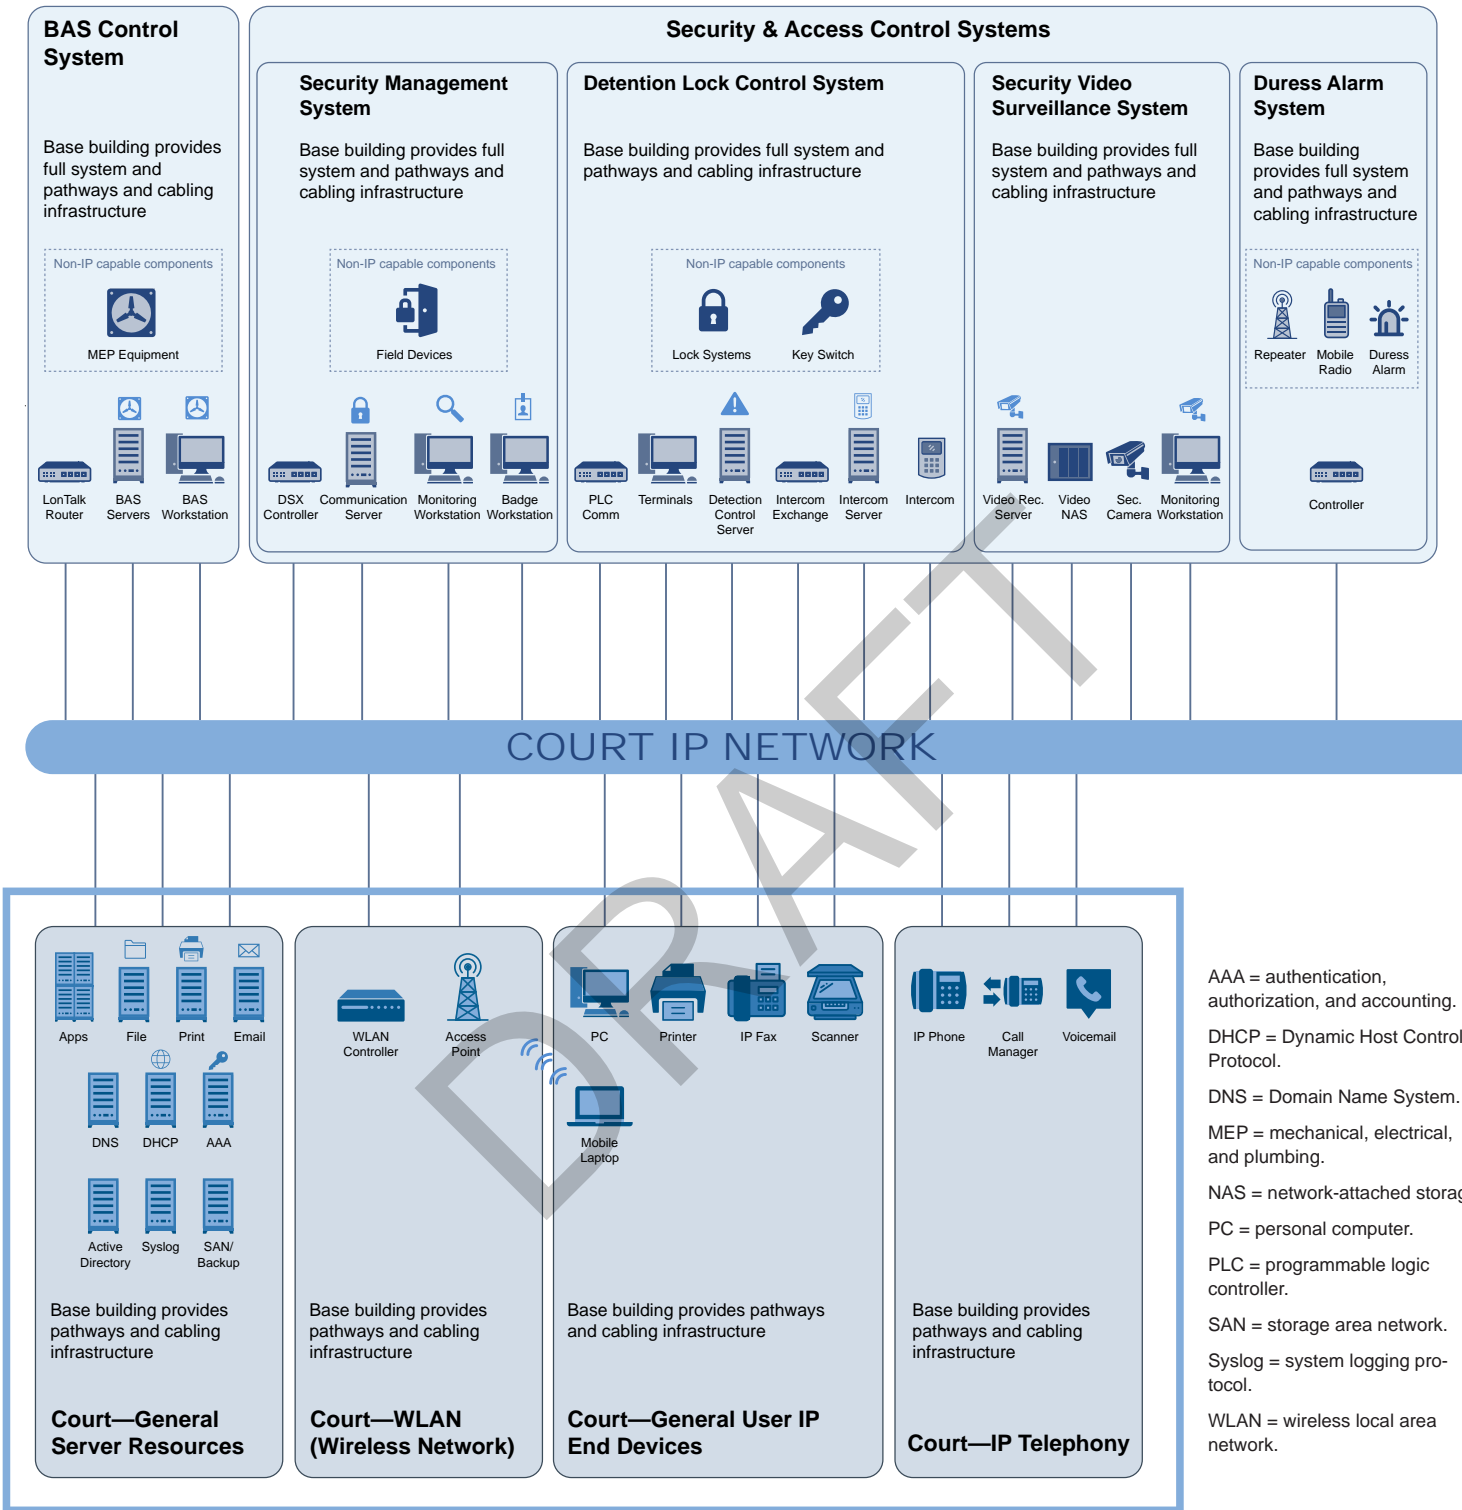 BAS Control
System
Base building provides
full system and
pathways and cabling
infrastructure
Non-IP capable components
MEP Equipment
LonTalk
Router
BAS
Servers
BAS
Workstation
Security & Access Control Systems
Security Management
System
Base building provides full
system and pathways and
cabling infrastructure
Non-IP capable components
Field Devices
DSX
Controller
Communication
Server
Monitoring
Workstation
Badge
Workstation
Detention Lock Control System
Base building provides full system and
pathways and cabling infrastructure
Non-IP capable components
Lock Systems
Key Switch
PLC
Comm
Terminals
Detection
Control
Server
Intercom
Exchange
Intercom
Server
Intercom
Security Video
Surveillance System
Base building provides full
system and pathways and
cabling infrastructure
Video Rec.
Server
Video
NAS
Sec.
Camera
Monitoring
Workstation
Duress Alarm
System
Base building
provides full system
and pathways and
cabling infrastructure
Non-IP capable components
Repeater
Mobile
Radio
Duress
Alarm
Controller
COURT IP NETWORK
DRAFT
Apps
File
Print
Email
DNS
DHCP
AAA
Active
Directory
Syslog
SAN/
Backup
Base building provides
pathways and cabling
infrastructure
Court—General
Server Resources
WLAN
Controller
Access
Point
Base building provides
pathways and cabling
infrastructure
Court—WLAN
(Wireless Network)
PC
Printer
IP Fax
Scanner
Mobile
Laptop
Base building provides pathways
and cabling infrastructure
Court—General User IP
End Devices
IP Phone
Call
Manager
Voicemail
Base building provides
pathways and cabling
infrastructure
Court—IP Telephony
AAA = authentication,
authorization, and accounting.
DHCP = Dynamic Host Control
Protocol.
DNS = Domain Name System.
MEP = mechanical, electrical,
and plumbing.
NAS = network-attached storag
PC = personal computer.
PLC = programmable logic
controller.
SAN = storage area network.
Syslog = system logging pro-
tocol.
WLAN = wireless local area
network.